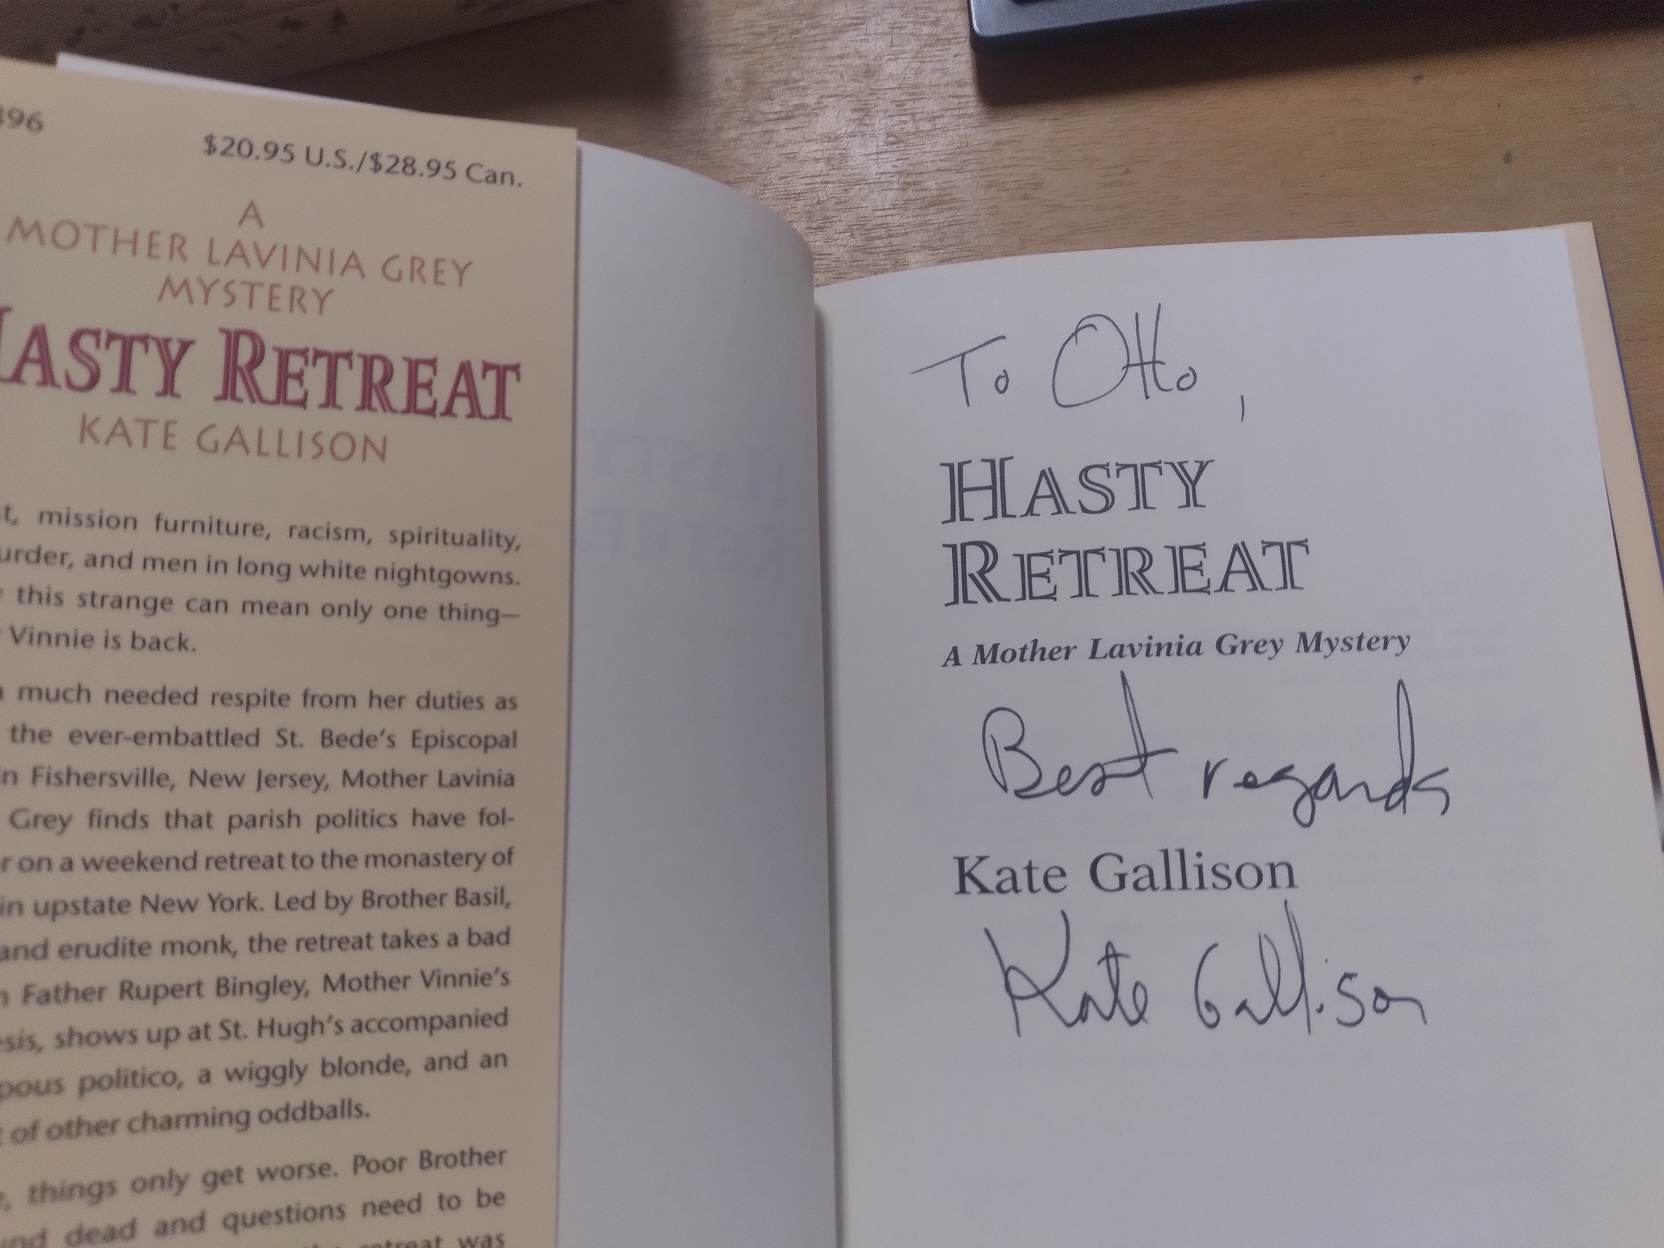 $20.95 U.S./$28.95 Can.
A
MOTHER LAVINIA GREY
MYSTERY
HASTY RETREAT
KATE GALLISON
mission furniture, racism, spirituality,
and men in long white nightgowns.
this strange can mean only one thing—
Vinnie is back.
much needed respite from her duties as
the ever-embattled St. Bede's Episcopal
in Fishersville, New Jersey, Mother Lavinia
Grey finds that parish politics have fol-
on a weekend retreat to the monastery of
in upstate New York. Led by Brother Basil,
and erudite monk, the retreat takes a bad
Father Rupert Bingley, Mother Vinnie's
shows up at St. Hugh's accompanied
politico, a wiggly blonde, and an
of other charming oddballs.
things only get worse. Poor Brother
dead and questions need to be
retreat was
To Otto,
HASTY
RETREAT
A Mother Lavinia Grey Mystery
Best regards
Kate Gallison
Kate Gallison